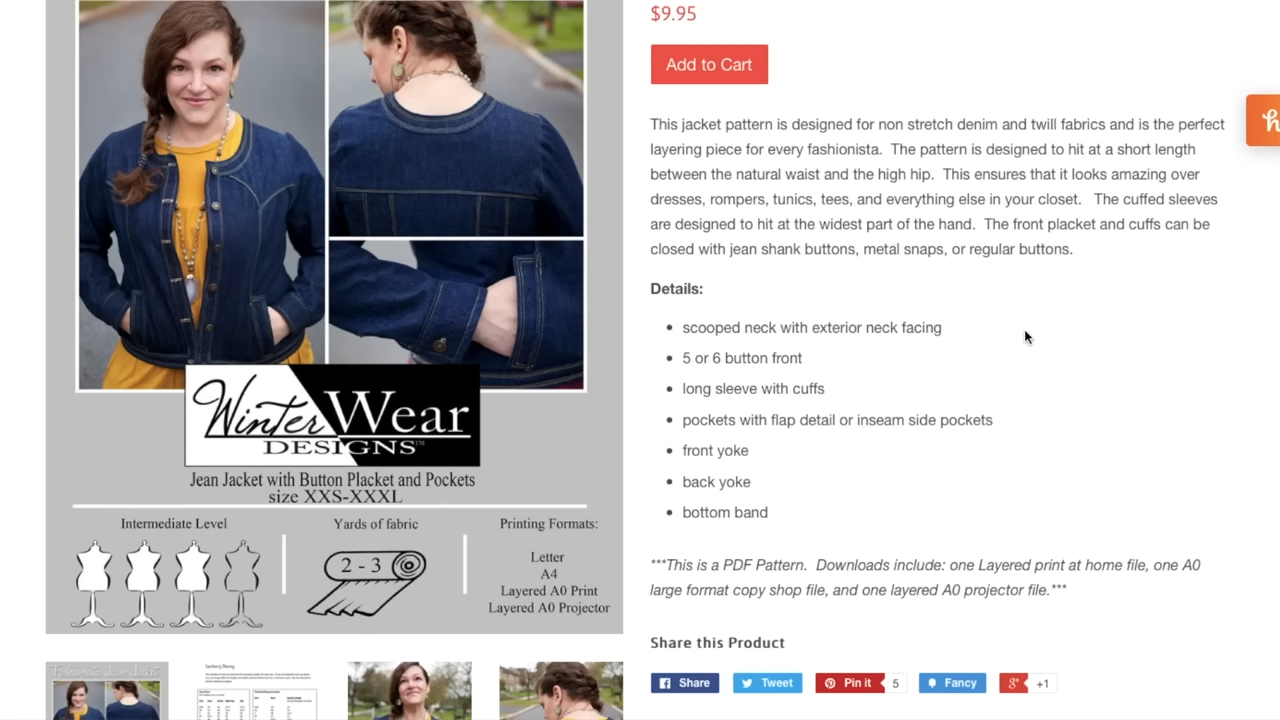 $9.95
Add to Cart
This jacket pattern is designed for non stretch denim and twill fabrics and is the perfect
layering piece for every fashionista.  The pattern is designed to hit at a short length
between the natural waist and the high hip.  This ensures that it looks amazing over
dresses, rompers, tunics, tees, and everything else in your closet.   The cuffed sleeves
are designed to hit at the widest part of the hand.  The front placket and cuffs can be
closed with jean shank buttons, metal snaps, or regular buttons.
Details:
scooped neck with exterior neck facing
5 or 6 button front
long sleeve with cuffs
pockets with flap detail or inseam side pockets
front yoke
back yoke
bottom band
***This is a PDF Pattern.  Downloads include: one Layered print at home file, one A0
large format copy shop file, and one layered A0 projector file.***
Share this Product
Share
Tweet
Pin it
5
Fancy
+1
Winter Wear
DESIGNS™
Jean Jacket with Button Placket and Pockets
size XXS-XXXL
Intermediate Level
Yards of fabric
2 - 3
Printing Formats:
Letter
A4
Layered A0 Print
Layered A0 Projector